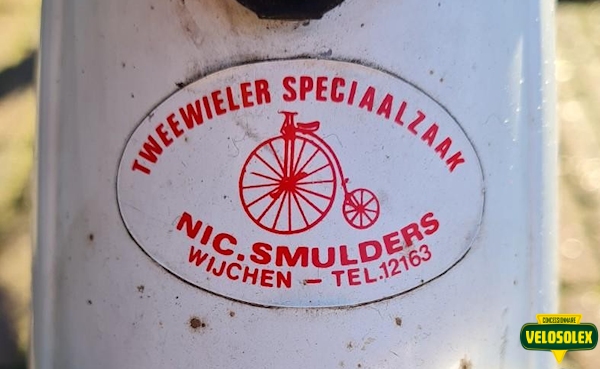 TWEEWIELER SPECIAALZAAK
NIC. SMULDERS
WIJCHEN - TEL.12163
CONCESSIONNAIRE
VELOSOLEX